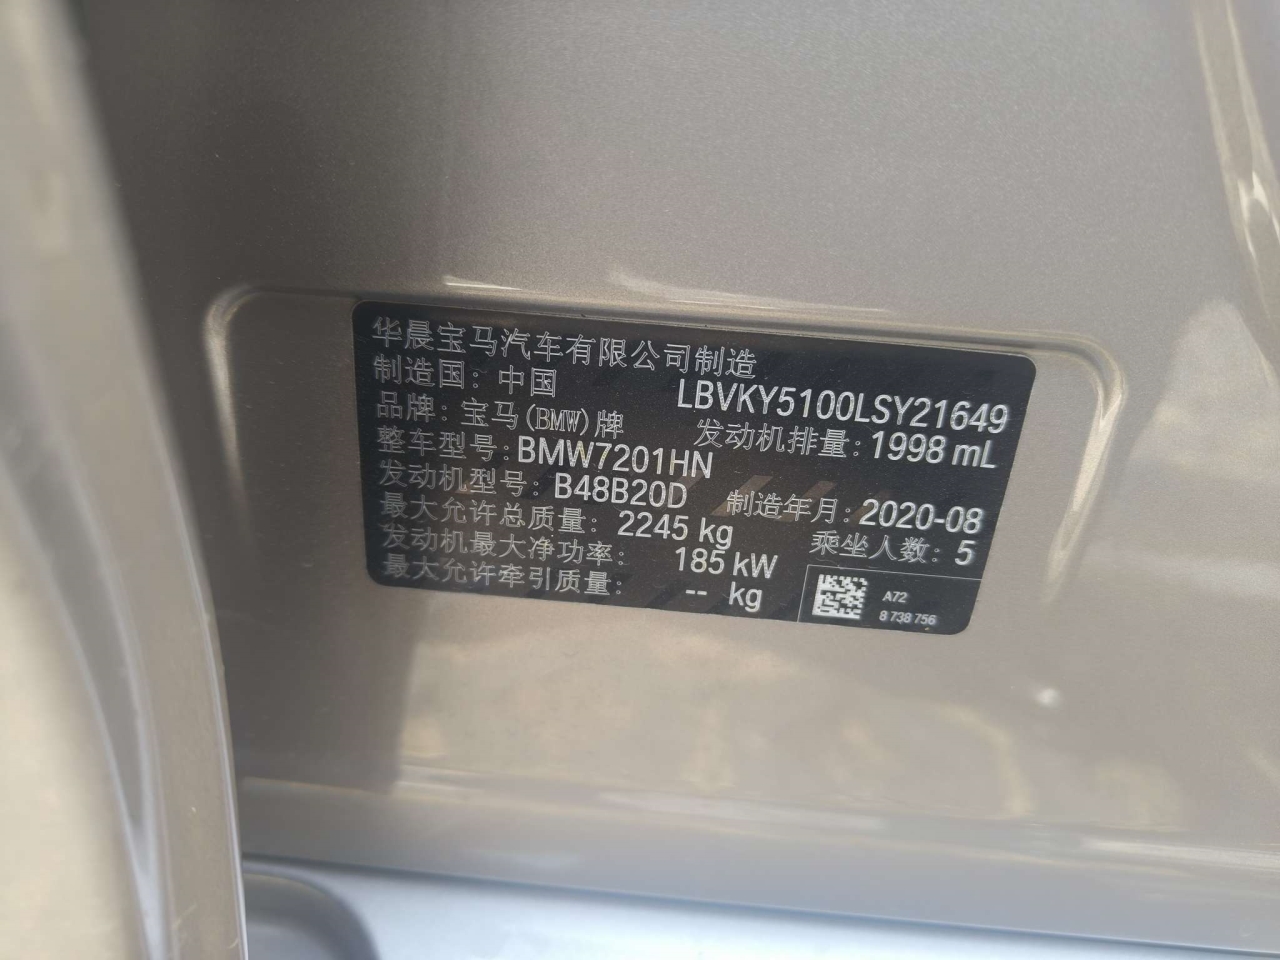 华晨宝马汽车有限公司制造
制造国: 中国 LBVKY5100LSY21649
品牌: 宝马(BMW)牌 发动机排量: 1998 mL
整车型号: BMW7201HN
发动机型号: B48B20D 制造年月: 2020-08
最大允许总质量: 2245 kg 乘坐人数: 5
发动机最大净功率: 185 kW
最大允许牵引质量: -- kg
A72
8 738 756